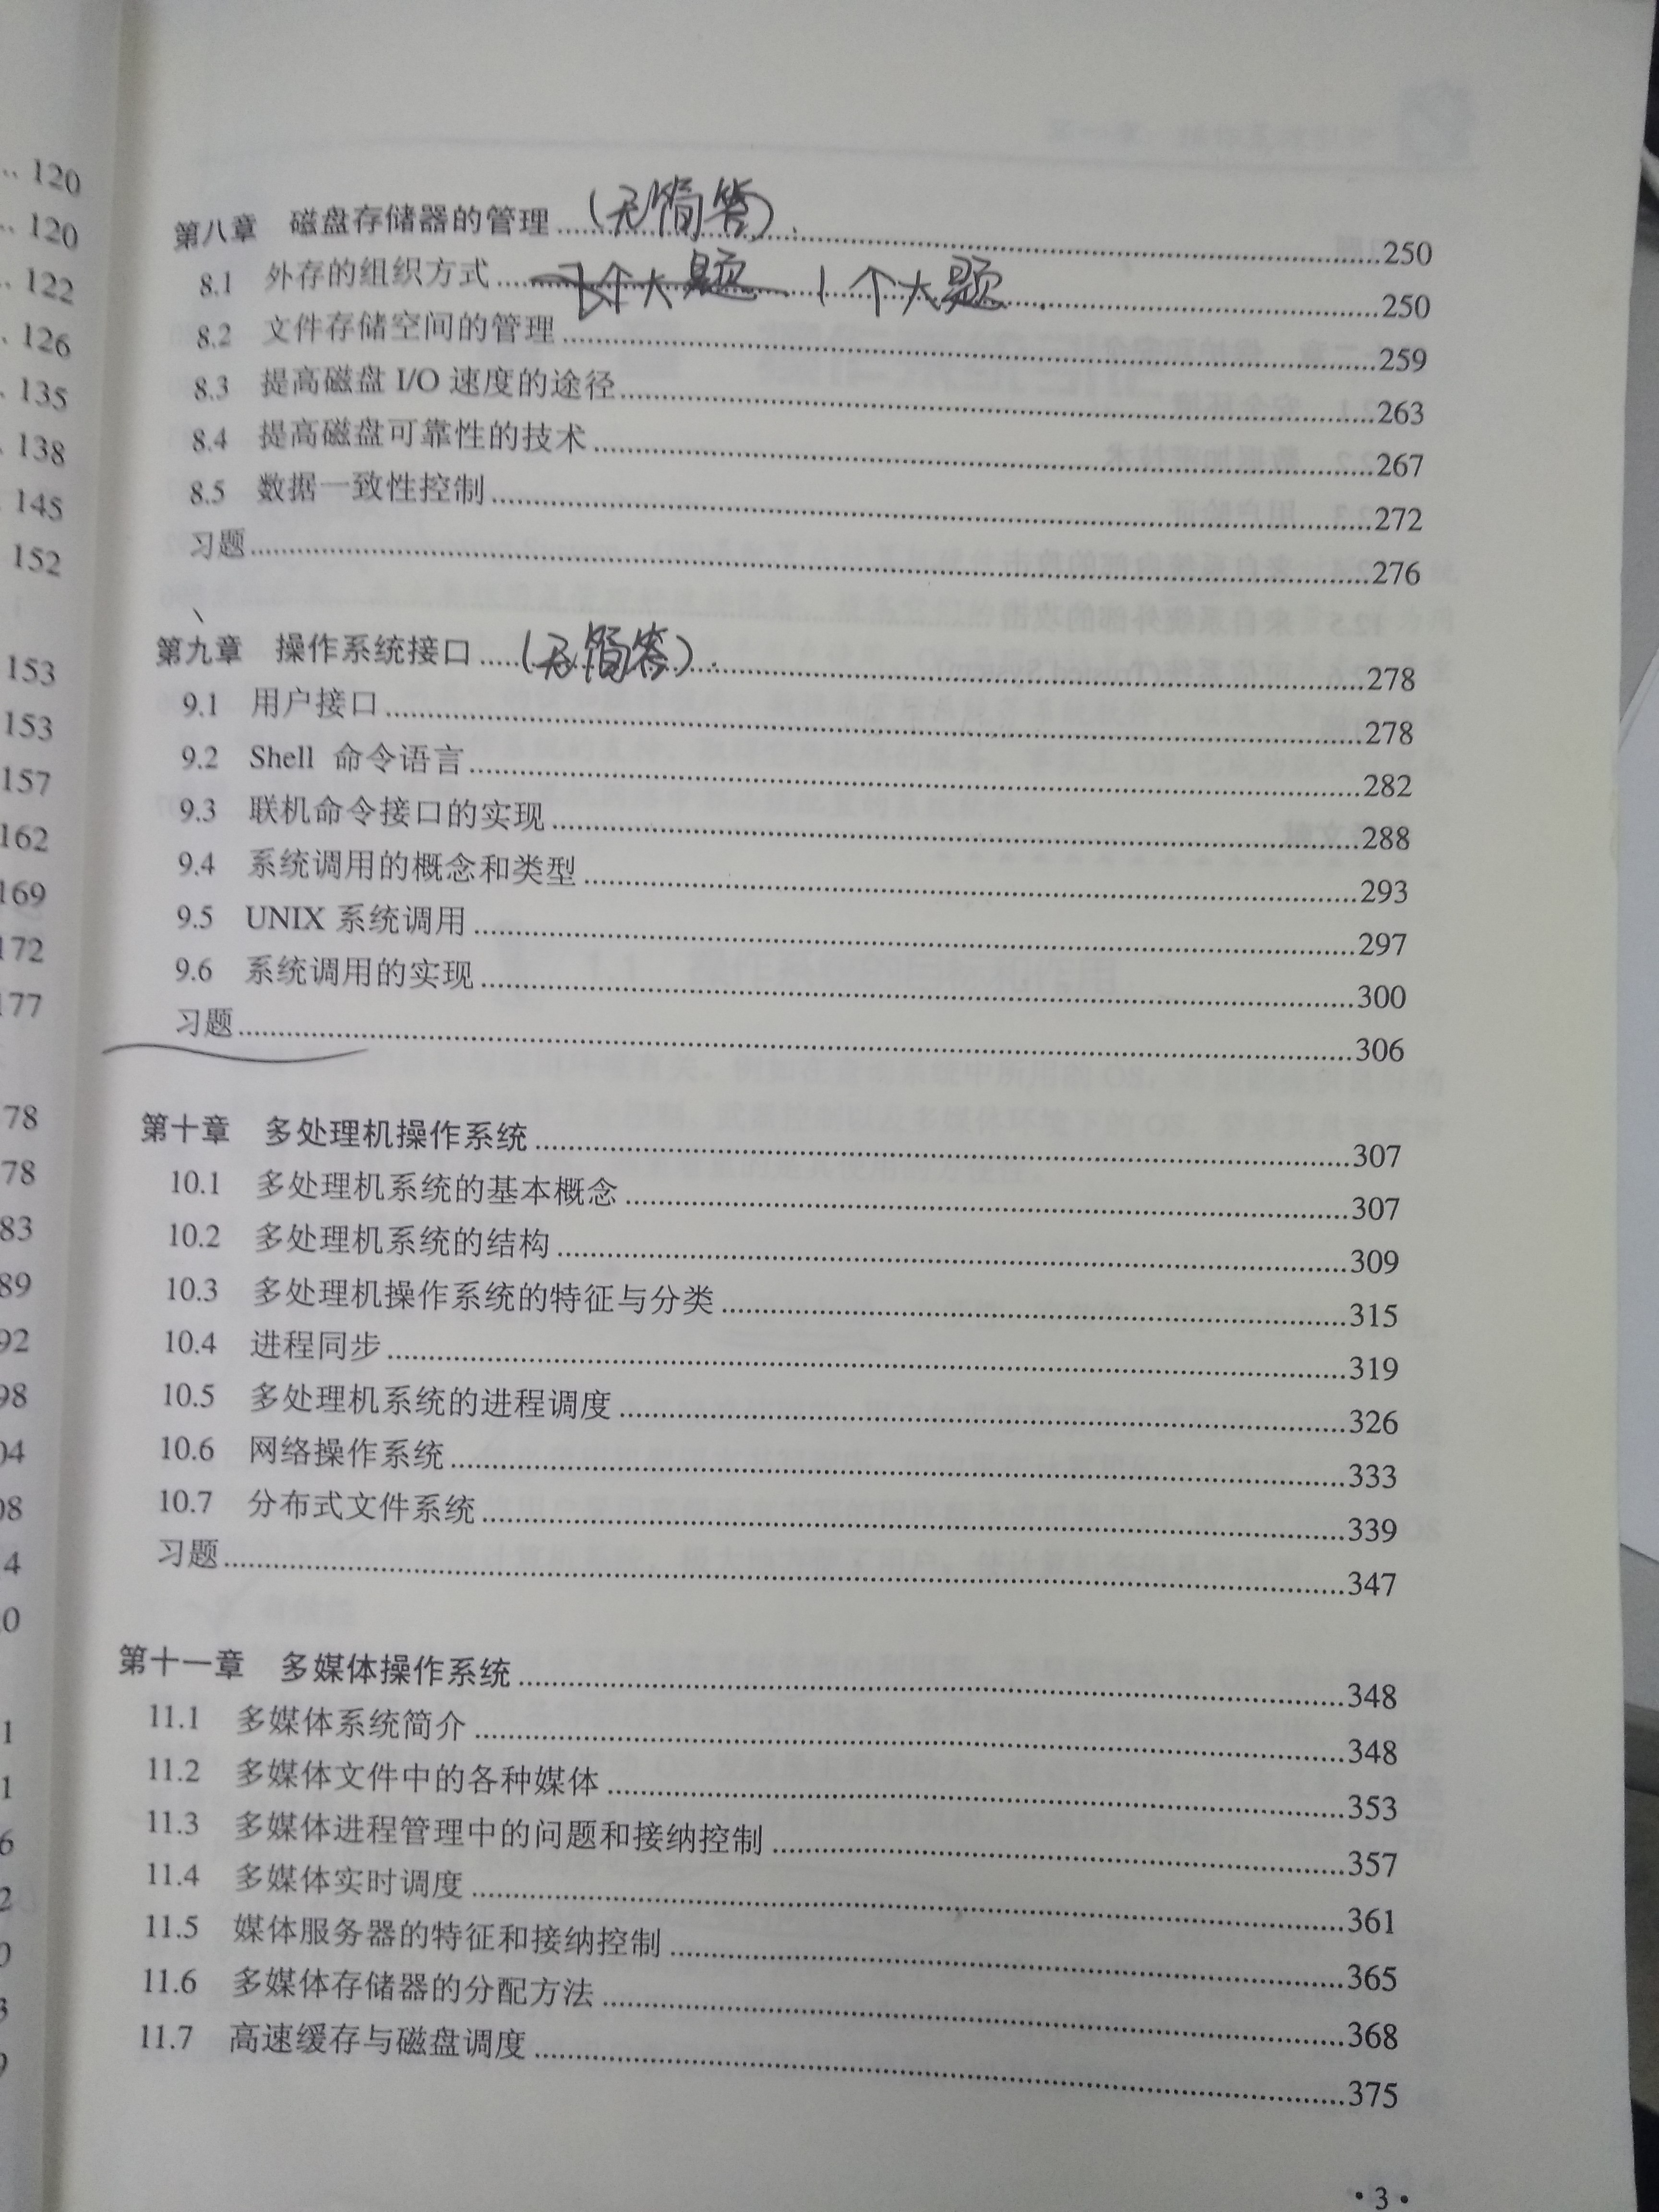 .. 120
.. 120
.. 122
. 126
. 135
. 138
. 145
. 152
153
153
157
162
169
172
177
78
78
83
89
92
98
04
08
4
0
1
1
6
2
0
3
9
第八章 磁盘存储器的管理....(无简答)....250
8.1 外存的组织方式.... 1个大题....250
8.2 文件存储空间的管理....259
8.3 提高磁盘 I/O 速度的途径....263
8.4 提高磁盘可靠性的技术....267
8.5 数据一致性控制....272
习题....276
第九章 操作系统接口....(无简答)....278
9.1 用户接口....278
9.2 Shell 命令语言....282
9.3 联机命令接口的实现....288
9.4 系统调用的概念和类型....293
9.5 UNIX 系统调用....297
9.6 系统调用的实现....300
习题....306
第十章 多处理机操作系统....307
10.1 多处理机系统的基本概念....307
10.2 多处理机系统的结构....309
10.3 多处理机操作系统的特征与分类....315
10.4 进程同步....319
10.5 多处理机系统的进程调度....326
10.6 网络操作系统....333
10.7 分布式文件系统....339
习题....347
第十一章 多媒体操作系统....348
11.1 多媒体系统简介....348
11.2 多媒体文件中的各种媒体....353
11.3 多媒体进程管理中的问题和接纳控制....357
11.4 多媒体实时调度....361
11.5 媒体服务器的特征和接纳控制....365
11.6 多媒体存储器的分配方法....368
11.7 高速缓存与磁盘调度....375
• 3 •